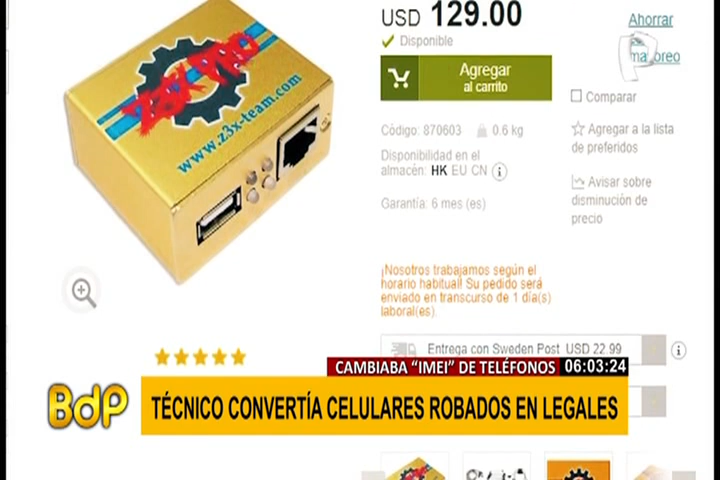 USD 129.00
Disponible
Agregar
al carrito
Código: 870603 0.6 kg
Disponibilidad en el
almacén: HK EU CN i
Garantía: 6 mes (es)
¡Nosotros trabajamos según el
horario habitual! Su pedido será
enviado en transcurso de 1 día(s)
laboral(es).
Entrega con Sweden Post USD 22.99 i
Ahorrar
Comparar
Agregar a la lista
de preferidos
Avisar sobre
disminución de
precio
www.z3x-team.com
CAMBIABA "IMEI" DE TELÉFONOS 06:03:24
BdP
TÉCNICO CONVERTÍA CELULARES ROBADOS EN LEGALES